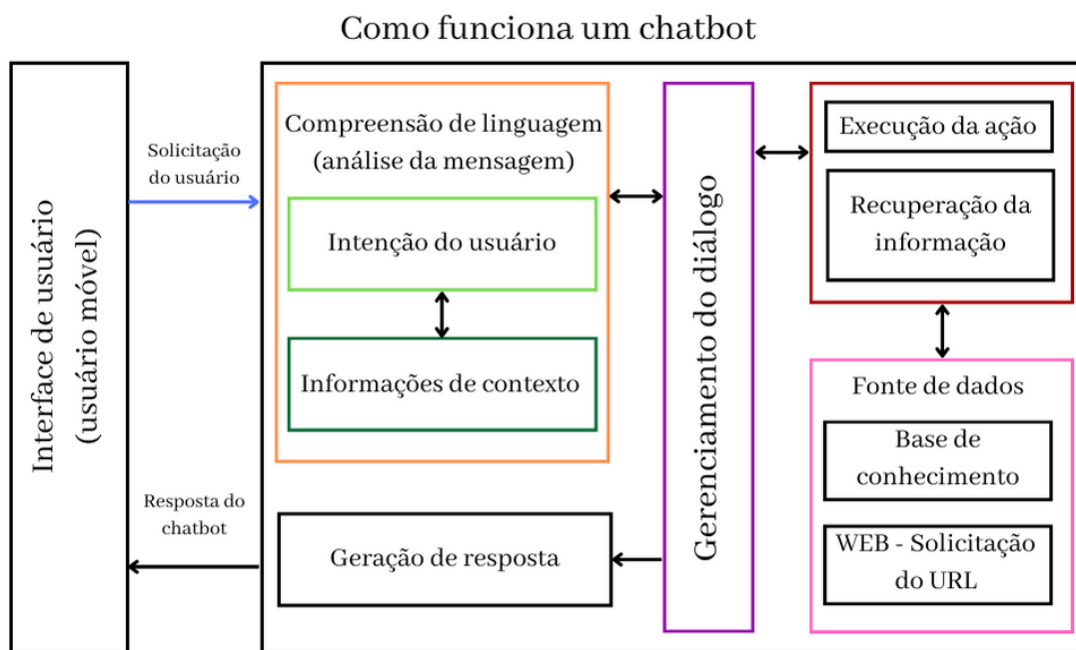 Como funciona um chatbot
Interface de usuário
(usuário móvel)
Solicitação
do usuário
Resposta do
chatbot
Compreensão de linguagem
(análise da mensagem)
Intenção do usuário
Informações de contexto
Geração de resposta
Gerenciamento do diálogo
Execução da ação
Recuperação da
informação
Fonte de dados
Base de
conhecimento
WEB - Solicitação
do URL